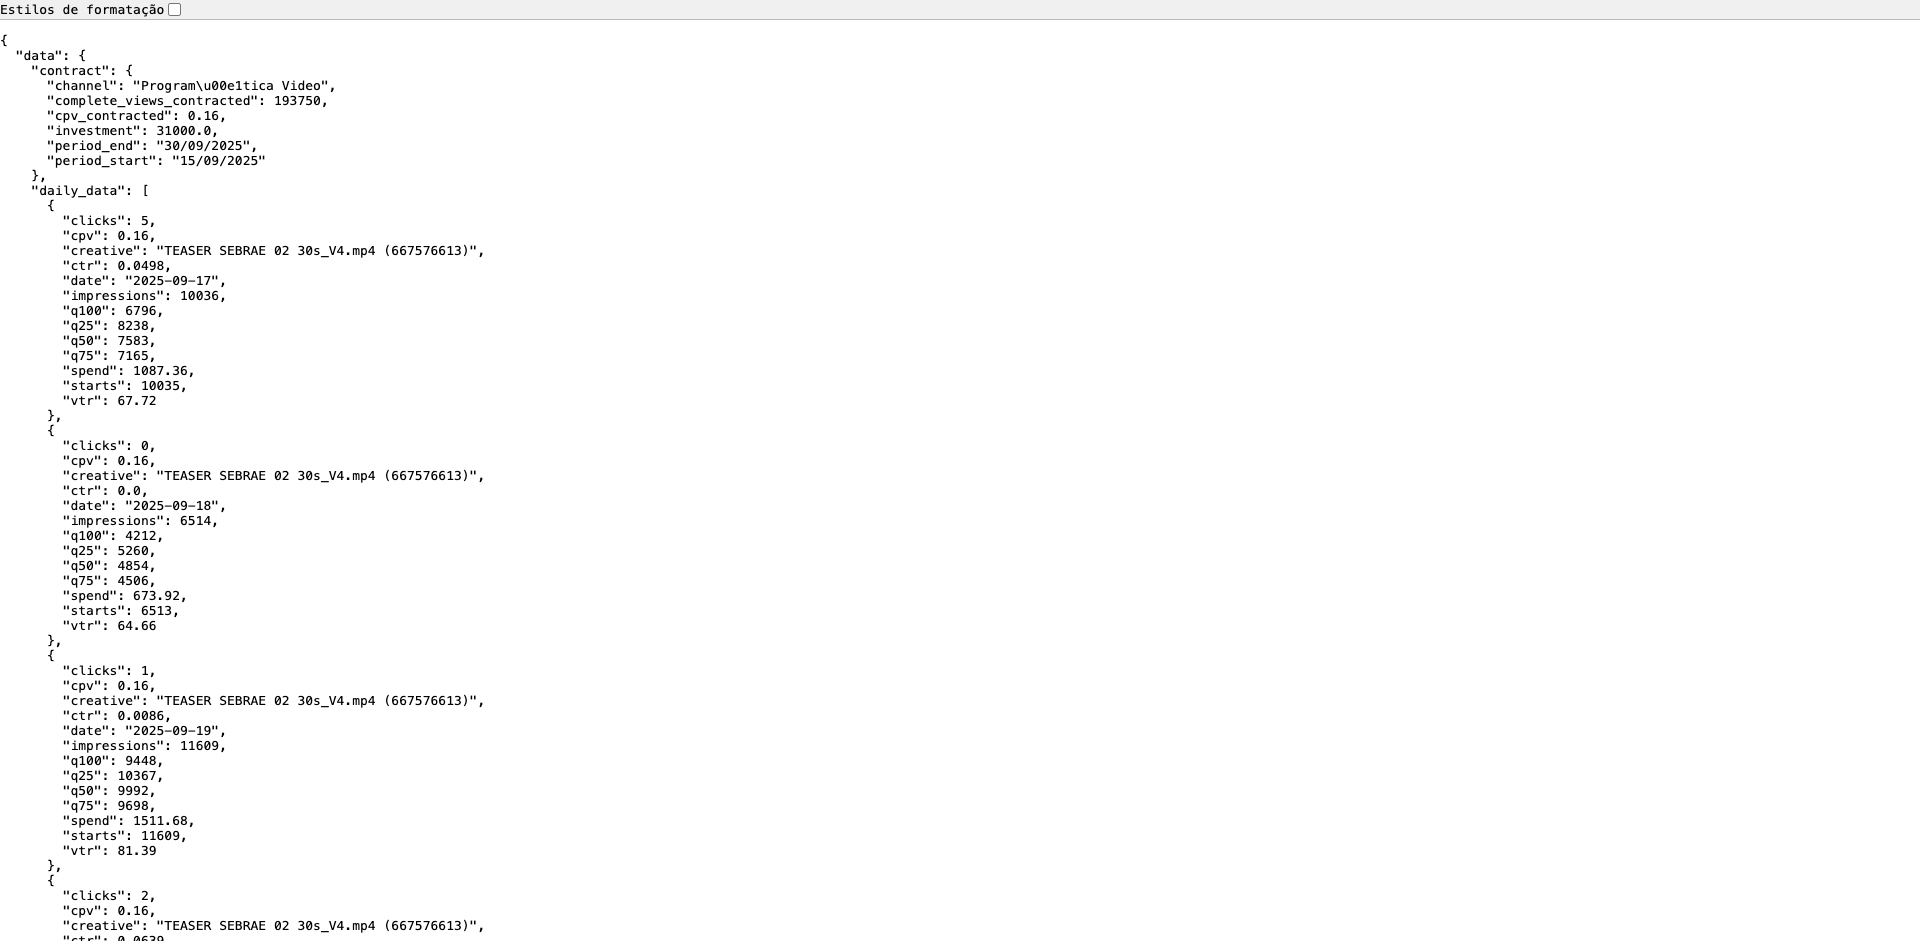 Estilos de formatação
{
  "data": {
    "contract": {
      "channel": "Program\u00e1tica Video",
      "complete_views_contracted": 193750,
      "cpv_contracted": 0.16,
      "investment": 31000.0,
      "period_end": "30/09/2025",
      "period_start": "15/09/2025"
    },
    "daily_data": [
      {
        "clicks": 5,
        "cpv": 0.16,
        "creative": "TEASER SEBRAE 02 30s_V4.mp4 (667576613)",
        "ctr": 0.0498,
        "date": "2025-09-17",
        "impressions": 10036,
        "q100": 6796,
        "q25": 8238,
        "q50": 7583,
        "q75": 7165,
        "spend": 1087.36,
        "starts": 10035,
        "vtr": 67.72
      },
      {
        "clicks": 0,
        "cpv": 0.16,
        "creative": "TEASER SEBRAE 02 30s_V4.mp4 (667576613)",
        "ctr": 0.0,
        "date": "2025-09-18",
        "impressions": 6514,
        "q100": 4212,
        "q25": 5260,
        "q50": 4854,
        "q75": 4506,
        "spend": 673.92,
        "starts": 6513,
        "vtr": 64.66
      },
      {
        "clicks": 1,
        "cpv": 0.16,
        "creative": "TEASER SEBRAE 02 30s_V4.mp4 (667576613)",
        "ctr": 0.0086,
        "date": "2025-09-19",
        "impressions": 11609,
        "q100": 9448,
        "q25": 10367,
        "q50": 9992,
        "q75": 9698,
        "spend": 1511.68,
        "starts": 11609,
        "vtr": 81.39
      },
      {
        "clicks": 2,
        "cpv": 0.16,
        "creative": "TEASER SEBRAE 02 30s_V4.mp4 (667576613)",
        "ctr": 0.0639,